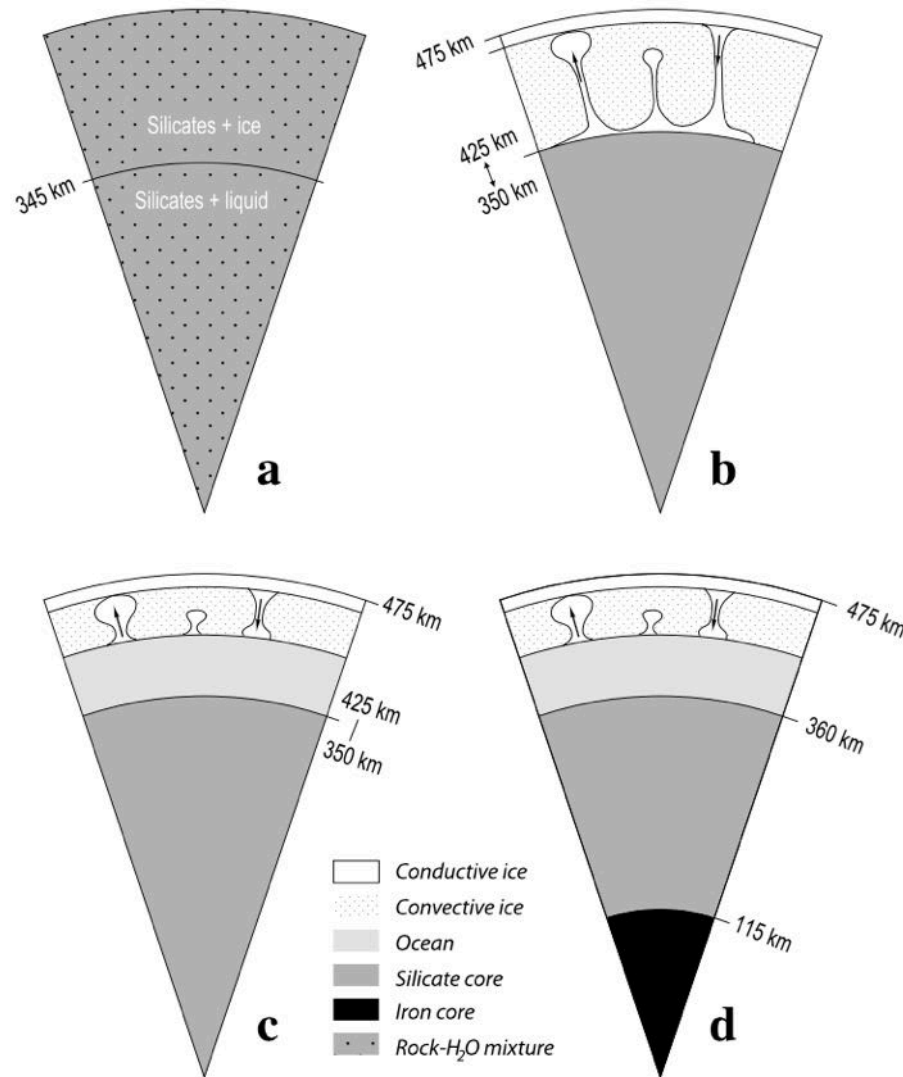 Silicates + ice
345 km
Silicates + liquid
a
475 km
425 km
350 km
b
475 km
425 km
350 km
c
Conductive ice
Convective ice
Ocean
Silicate core
Iron core
Rock-H₂O mixture
475 km
360 km
115 km
d